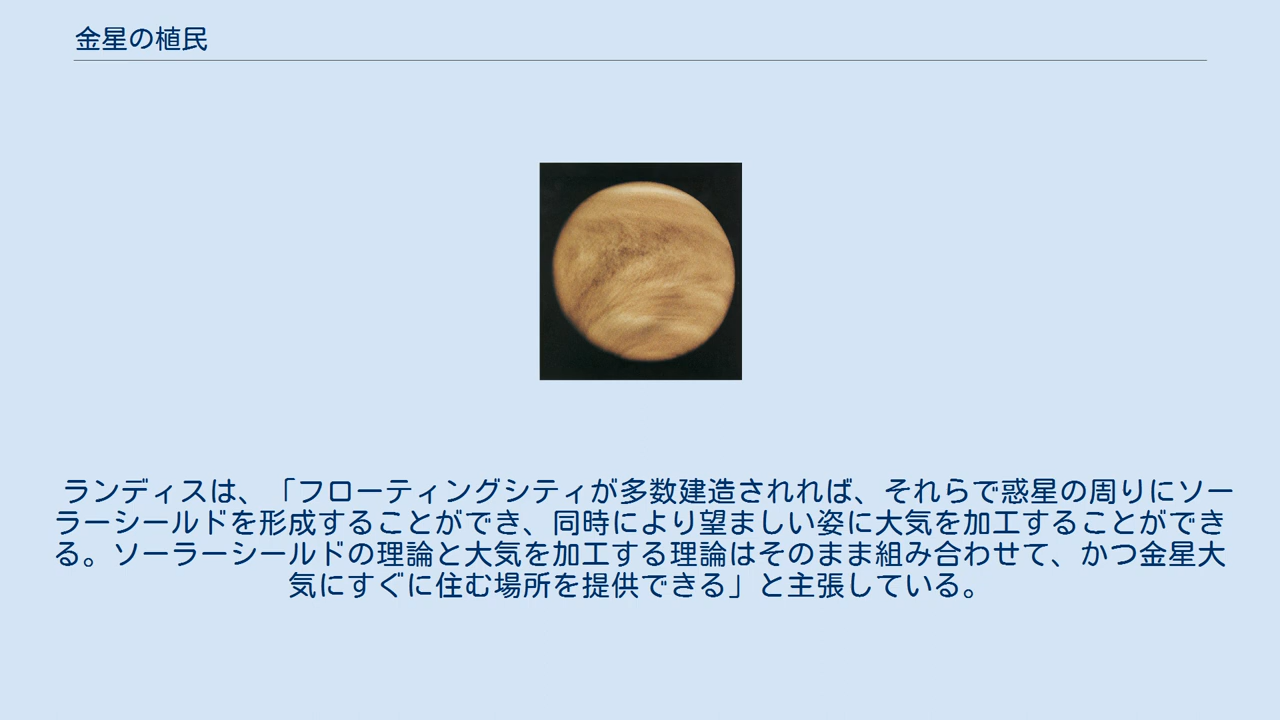 金星の植民
ランディスは、「フローティングシティが多数建造されれば、それらで惑星の周りにソー
ラーシールドを形成することができ、同時により望ましい姿に大気を加工することができ
る。ソーラーシールドの理論と大気を加工する理論はそのまま組み合わせて、かつ金星大
気にすぐに住む場所を提供できる」と主張している。